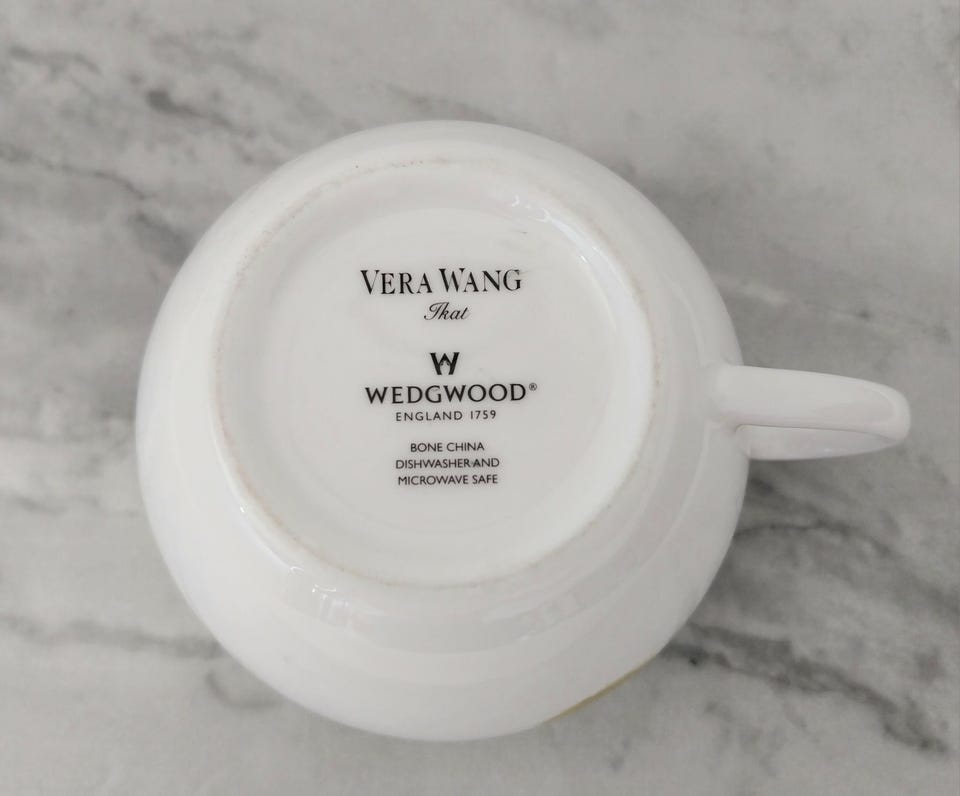 VERA WANG
Ikat
W
WEDGWOOD®
ENGLAND 1759
BONE CHINA
DISHWASHER AND
MICROWAVE SAFE